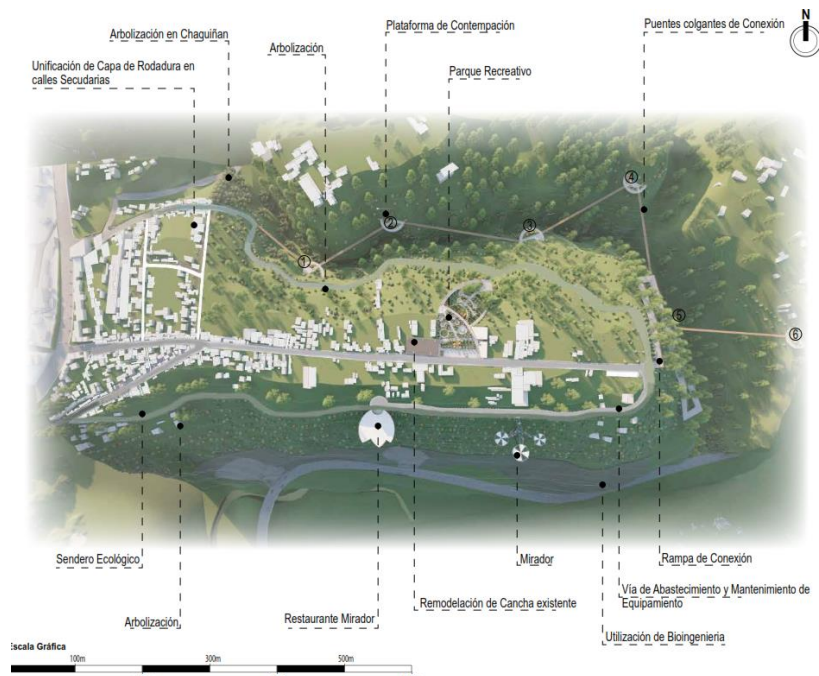 N
Arbolización en Chaguiñan
Plataforma de Contempación
Puentes colgantes de Conexión
Arbolización
Unificación de Capa de Rodadura en
calles Secudarias
Parque Recreativo
4
2
3
1
5
6
Sendero Ecológico
Mirador
Rampa de Conexión
Arbolización
Restaurante Mirador
Remodelación de Cancha existente
Vía de Abastecimiento y Mantenimiento de
Equipamiento
Utilización de Bioingenieria
Escala Gráfica
100m
300m
500m